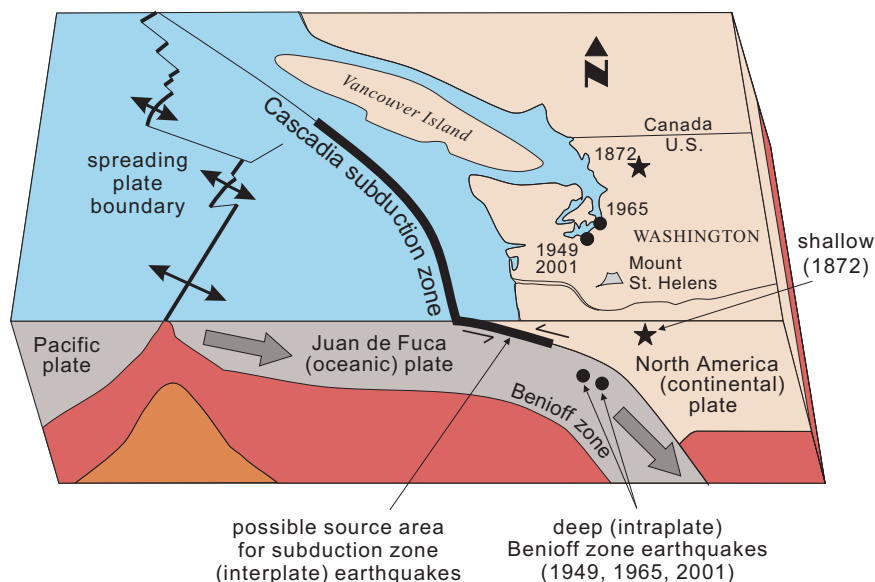 N
Vancouver Island
Cascadia subduction zone
Canada
U.S.
1872
spreading
plate
boundary
1965
1949
2001
WASHINGTON
Mount
St. Helens
shallow
(1872)
Pacific
plate
Juan de Fuca
(oceanic) plate
North America
(continental)
plate
Benioff zone
possible source area
for subduction zone
(interplate) earthquakes
deep (intraplate)
Benioff zone earthquakes
(1949, 1965, 2001)